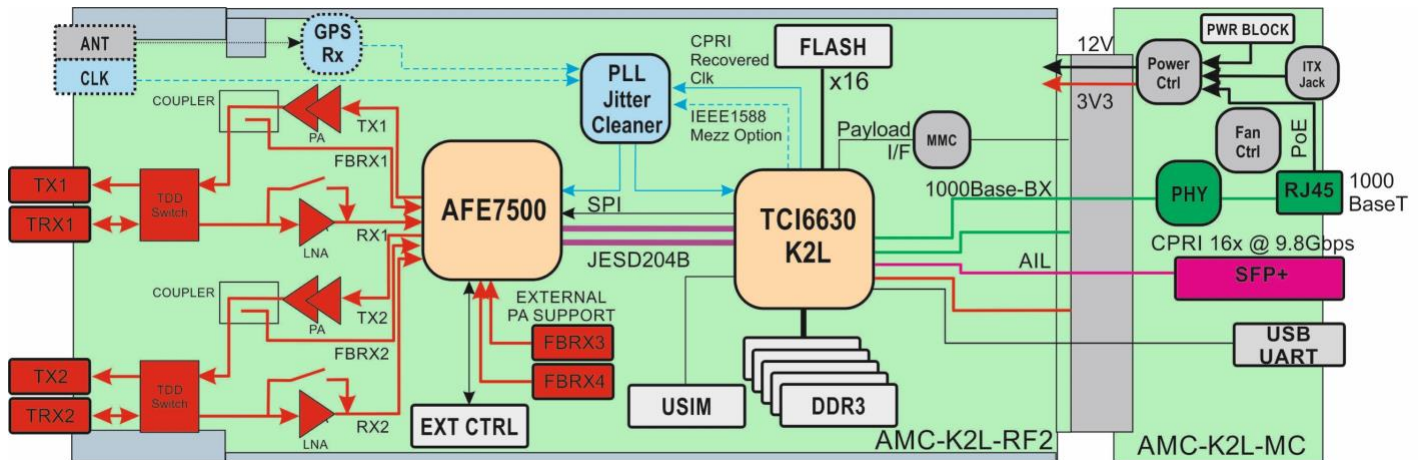 ANT
CLK
GPS
Rx
COUPLER
PA
TX1
FBRX1
TX1
TRX1
TDD
Switch
LNA
RX1
COUPLER
PA
TX2
FBRX2
TX2
TRX2
TDD
Switch
LNA
RX2
AFE7500
EXT CTRL
EXTERNAL
PA SUPPORT
FBRX3
FBRX4
PLL
Jitter
Cleaner
CPRI
Recovered
Clk
IEEE1588
Mezz Option
SPI
JESD204B
FLASH
x16
Payload
I/F
MMC
TCI6630
K2L
1000Base-BX
AIL
USIM
DDR3
AMC-K2L-RF2
12V
3V3
PWR BLOCK
Power
Ctrl
ITX
Jack
Fan
Ctrl
PoE
PHY
RJ45
1000
BaseT
CPRI 16x @ 9.8Gbps
SFP+
USB
UART
AMC-K2L-MC